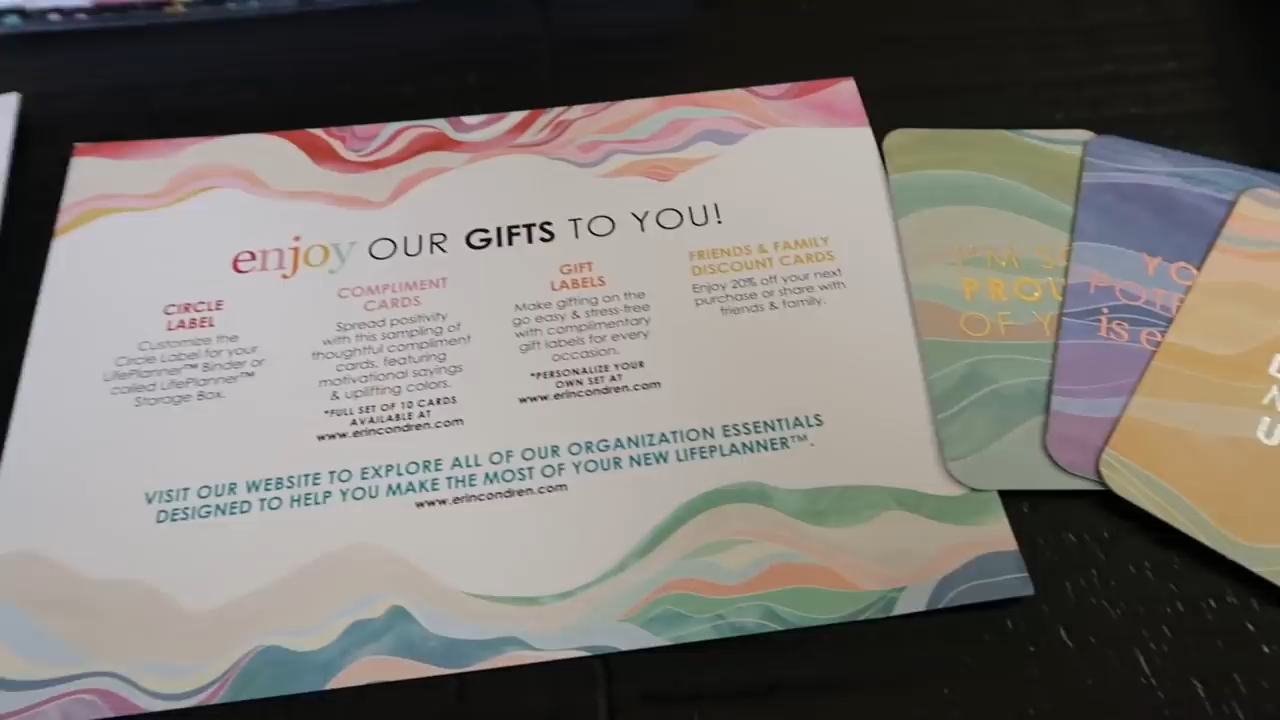 enjoy OUR GIFTS TO YOU!
CIRCLE
LABEL
Customize the
Circle Label for your
LifePlanner™ Binder or
coiled LifePlanner™
Storage Box.
COMPLIMENT
CARDS
Spread positivity
with this sampling of
thoughtful compliment
cards, featuring
motivational sayings
& uplifting colors.
*FULL SET OF 10 CARDS
AVAILABLE AT
www.erincondren.com
GIFT
LABELS
Make gifting on the
go easy & stress-free
with complimentary
gift labels for every
occasion.
*PERSONALIZE YOUR
OWN SET AT
www.erincondren.com
FRIENDS & FAMILY
DISCOUNT CARDS
Enjoy 20% off your next
purchase or share with
friends & family.
VISIT OUR WEBSITE TO EXPLORE ALL OF OUR ORGANIZATION ESSENTIALS
DESIGNED TO HELP YOU MAKE THE MOST OF YOUR NEW LIFEPLANNER™.
www.erincondren.com
I'M
OF
is